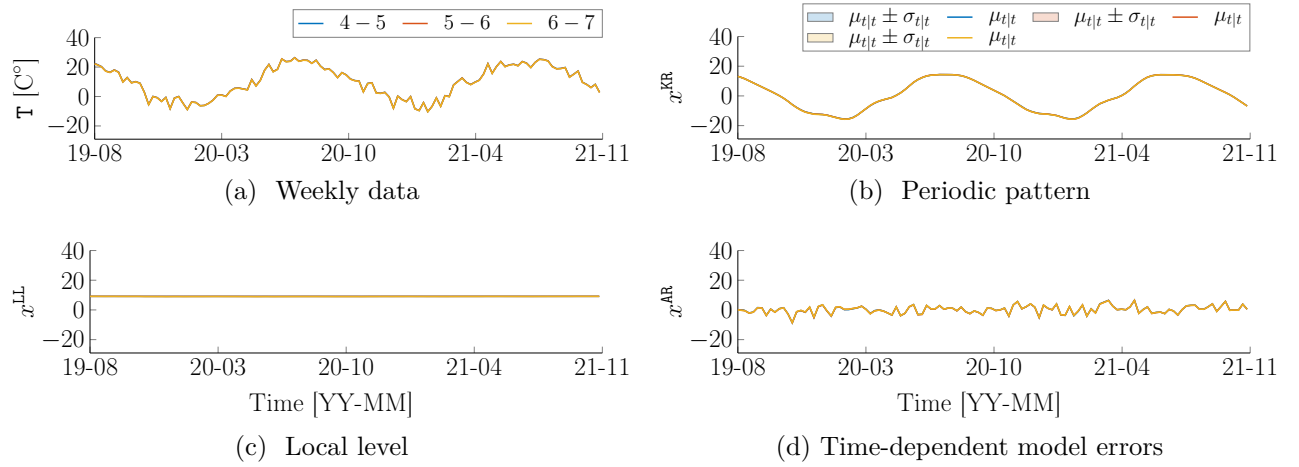 4 − 5 5 − 6 6 − 7
40
20
0
−20
T [C°]
19-08 20-03 20-10 21-04 21-11
(a) Weekly data
μt|t ± σt|t μt|t μt|t ± σt|t μt|t
μt|t ± σt|t μt|t
40
20
0
−20
xKR
19-08 20-03 20-10 21-04 21-11
(b) Periodic pattern
40
20
0
−20
xLL
19-08 20-03 20-10 21-04 21-11
Time [YY-MM]
(c) Local level
40
20
0
−20
xAR
19-08 20-03 20-10 21-04 21-11
Time [YY-MM]
(d) Time-dependent model errors